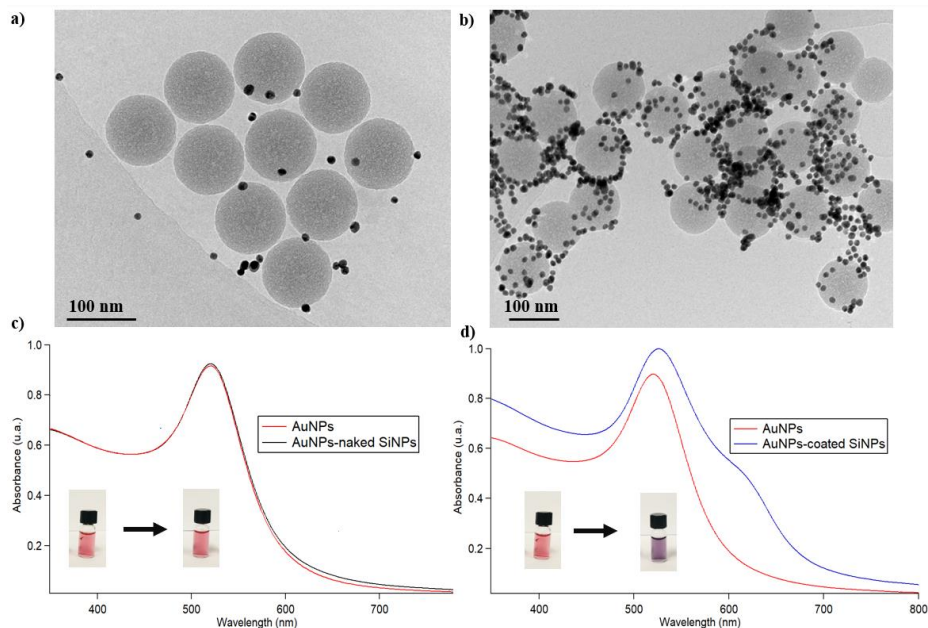 a)
b)
100 nm
100 nm
c)
d)
1.0
0.8
0.6
0.4
0.2
Absorbance (u.a.)
AuNPs
AuNPs-naked SiNPs
400
500
600
700
Wavelength (nm)
1.0
0.8
0.6
0.4
0.2
Absorbance (u.a.)
AuNPs
AuNPs-coated SiNPs
400
500
600
700
800
Wavelength (nm)